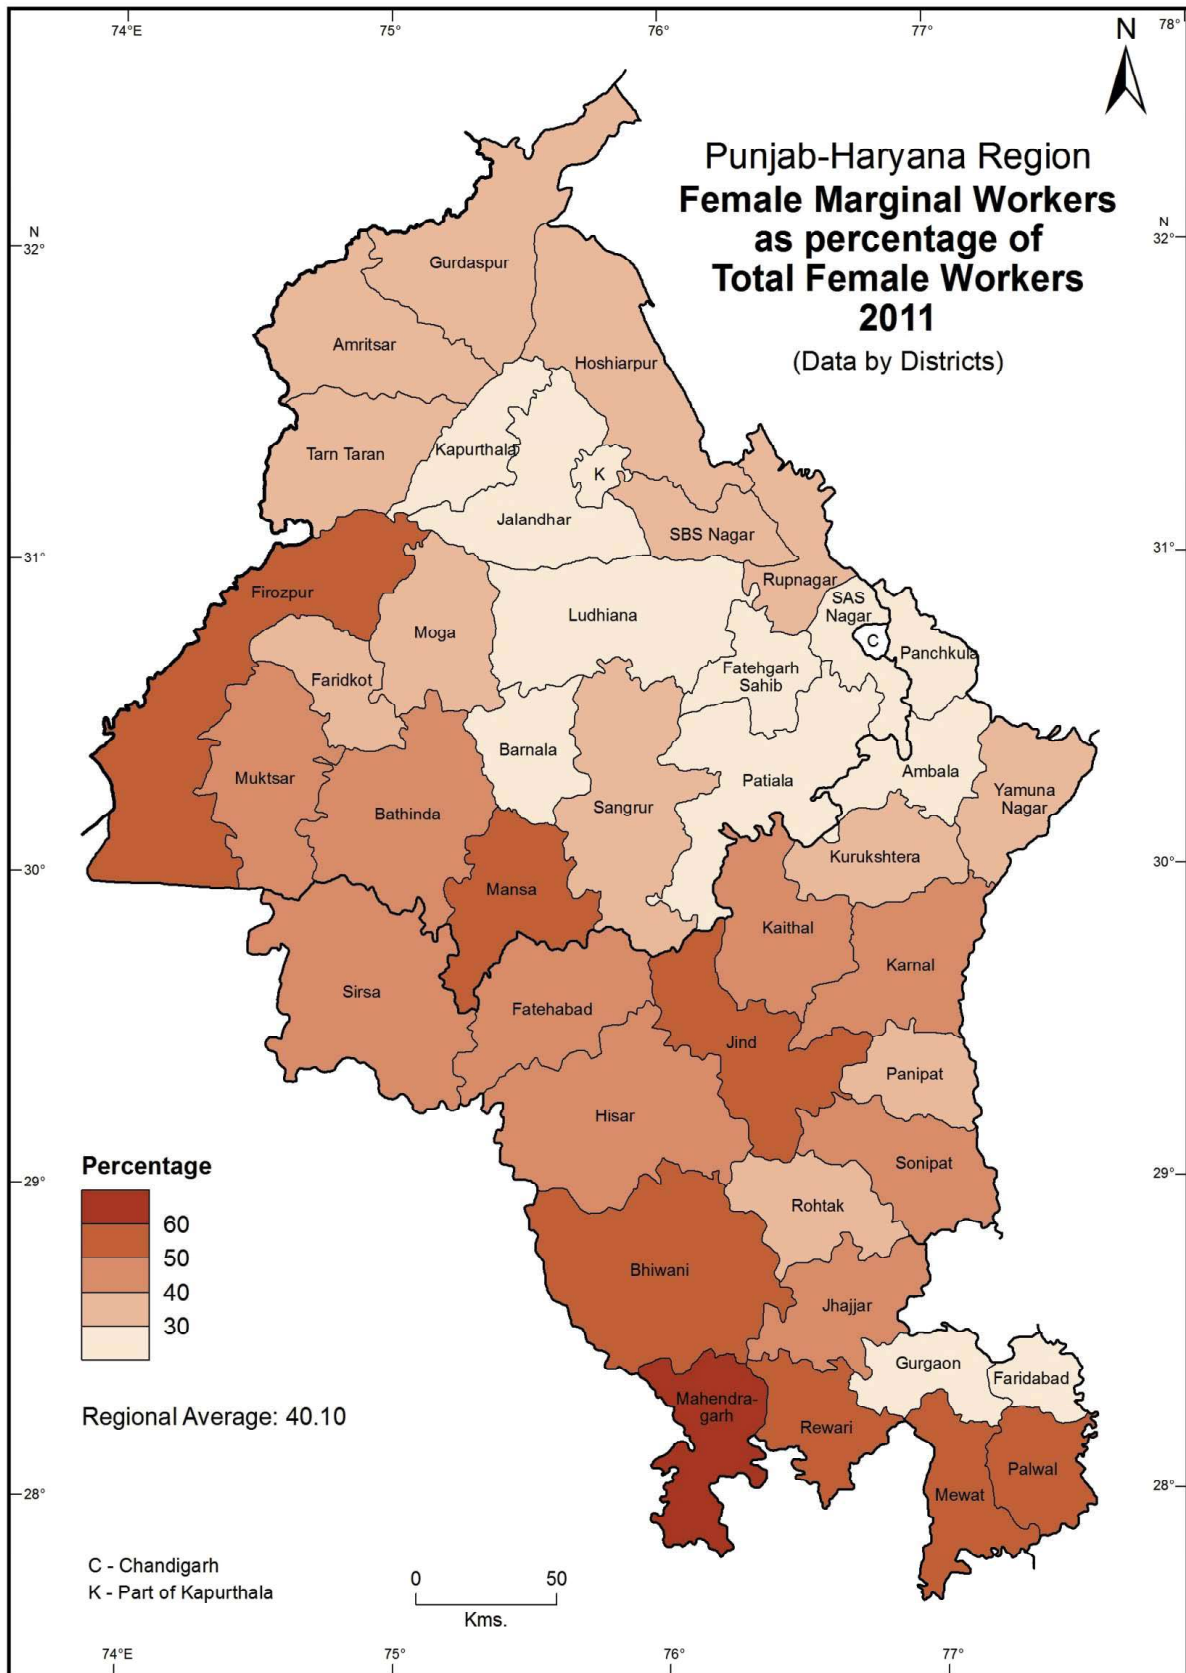 74°E
75°
76°
77°
78°
N
Punjab-Haryana Region
Female Marginal Workers
as percentage of
Total Female Workers
2011
(Data by Districts)
N
32°
N
32°
Gurdaspur
Amritsar
Hoshiarpur
Tarn Taran
Kapurthala
K
Jalandhar
SBS Nagar
31°
31°
Firozpur
Rupnagar
SAS
Nagar
Ludhiana
Moga
C
Panchkula
Fatehgarh
Sahib
Faridkot
Barnala
Muktsar
Patiala
Ambala
Yamuna
Nagar
Bathinda
Sangrur
Kurukshtera
30°
30°
Mansa
Kaithal
Karnal
Sirsa
Fatehabad
Jind
Panipat
Hisar
Sonipat
29°
29°
Rohtak
Bhiwani
Jhajjar
Gurgaon
Faridabad
Mahendra-
garh
Rewari
Palwal
Mewat
28°
28°
Percentage
60
50
40
30
Regional Average: 40.10
C - Chandigarh
K - Part of Kapurthala
0 50
Kms.
74°E
75°
76°
77°